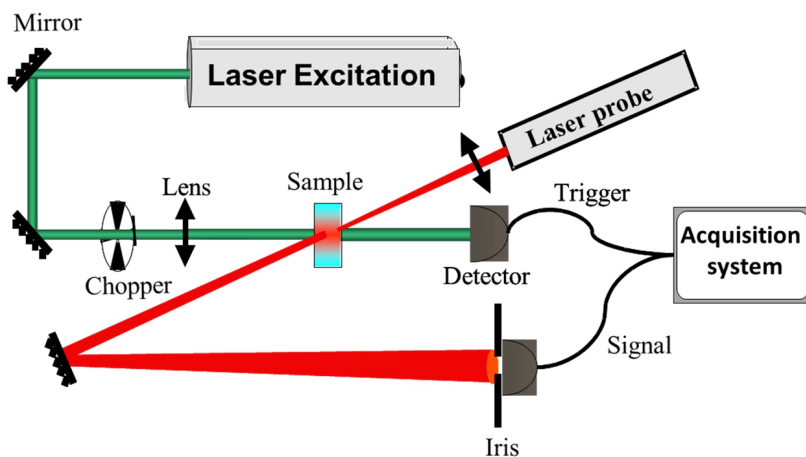 Mirror
Laser Excitation
Laser probe
Lens
Sample
Trigger
Chopper
Detector
Acquisition
system
Signal
Iris